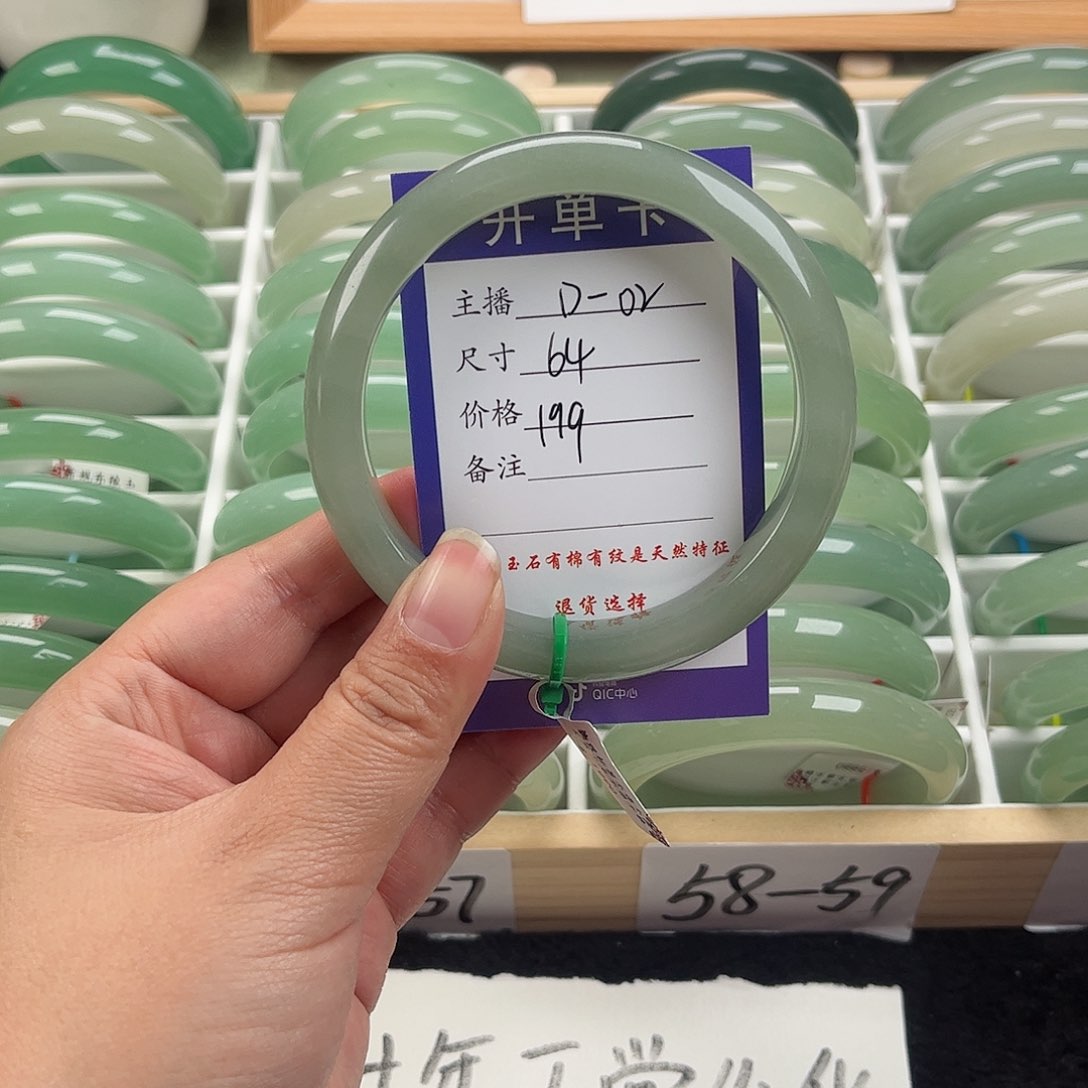 开单卡
主播 D-02
尺寸 64
价格 199
备注
玉石有棉有纹是天然特征
退货选择
QIC中心
57
58-59